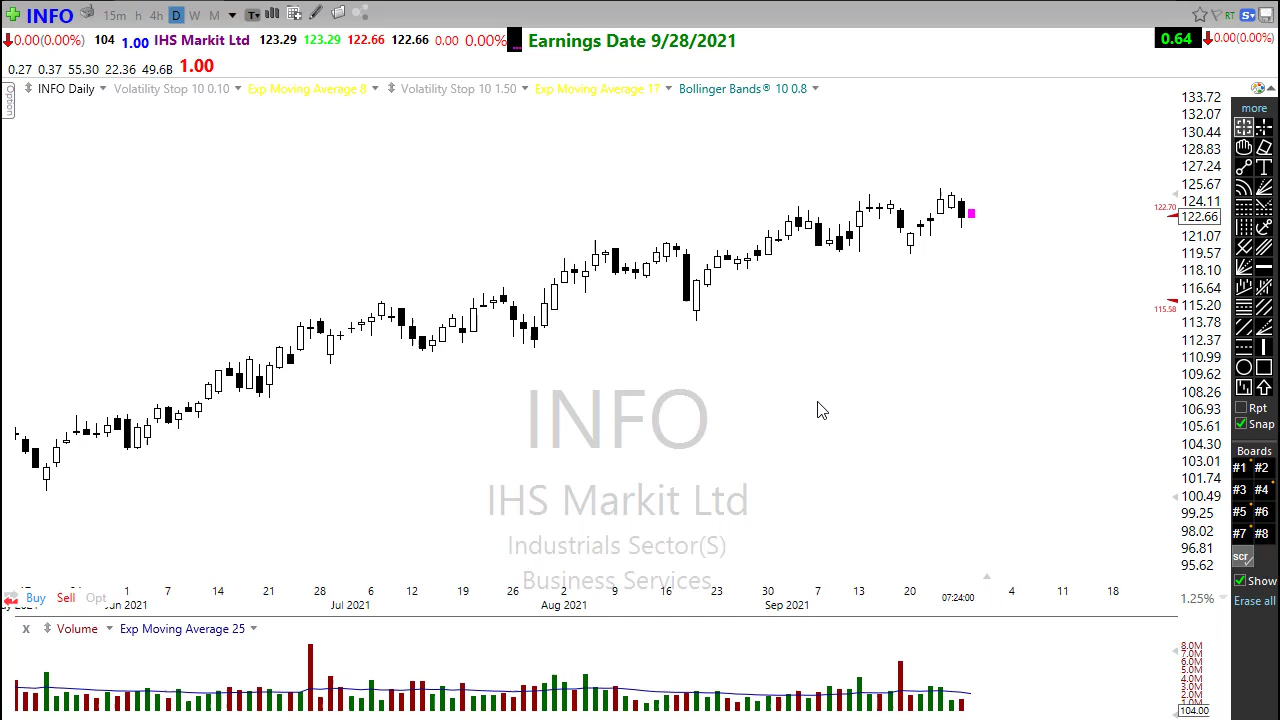 INFO 15m h 4h D W M T
RT S
0.00(0.00%) 104 1.00 IHS Markit Ltd 123.29 123.29 122.66 122.66 0.00 0.00% Earnings Date 9/28/2021 0.64 0.00(0.00%)
0.27 0.37 55.30 22.36 49.6B 1.00
Option
INFO Daily Volatility Stop 10 0.10 Exp Moving Average 8 Volatility Stop 10 1.50 Exp Moving Average 17 Bollinger Bands® 10 0.8
133.72
132.07
130.44
128.83
127.24
125.67
124.11
122.70
122.66
121.07
119.57
118.10
116.64
115.20
115.58
113.78
112.37
110.99
109.62
108.26
106.93
105.61
104.30
103.01
101.74
100.49
99.25
98.02
96.81
95.62
more
Rpt
Snap
Boards
#1 #2
#3 #4
#5 #6
#7 #8
scr
Show
Erase all
INFO
IHS Markit Ltd
Industrials Sector(S)
Business Services
1 7 14 21 28 6 12 19 26 2 9 16 23 30 7 13 20 07:24:00 4 11 18
Buy Sell Opt
Jun 2021 Jul 2021 Aug 2021 Sep 2021
1.25%
x Volume Exp Moving Average 25
8.0M
7.0M
6.0M
5.0M
4.0M
3.0M
2.0M
1.0M
104.00